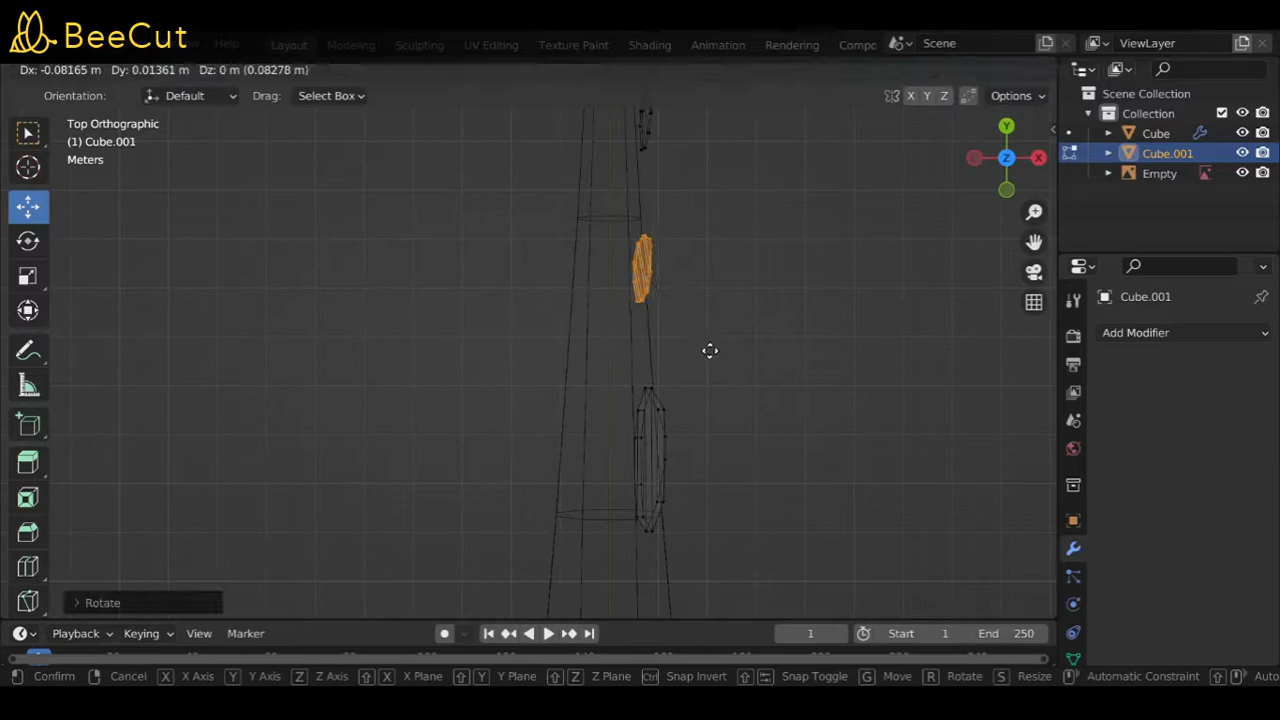 BeeCut
Help Layout Modeling Sculpting UV Editing Texture Paint Shading Animation Rendering Compc Scene ViewLayer
Dx: -0.08165 m Dy: 0.01361 m Dz: 0 m (0.08278 m)
Orientation: Default Drag: Select Box X Y Z Options
Scene Collection
Collection
Top Orthographic
(1) Cube.001
Meters
Cube
Cube.001
Empty
Y
Z X
Cube.001
Add Modifier
Rotate
Playback Keying View Marker 1 Start 1 End 250
Confirm Cancel X X Axis Y Y Axis Z Z Axis X X Plane Y Y Plane Z Z Plane Ctrl Snap Invert Snap Toggle G Move R Rotate S Resize Automatic Constraint Auto